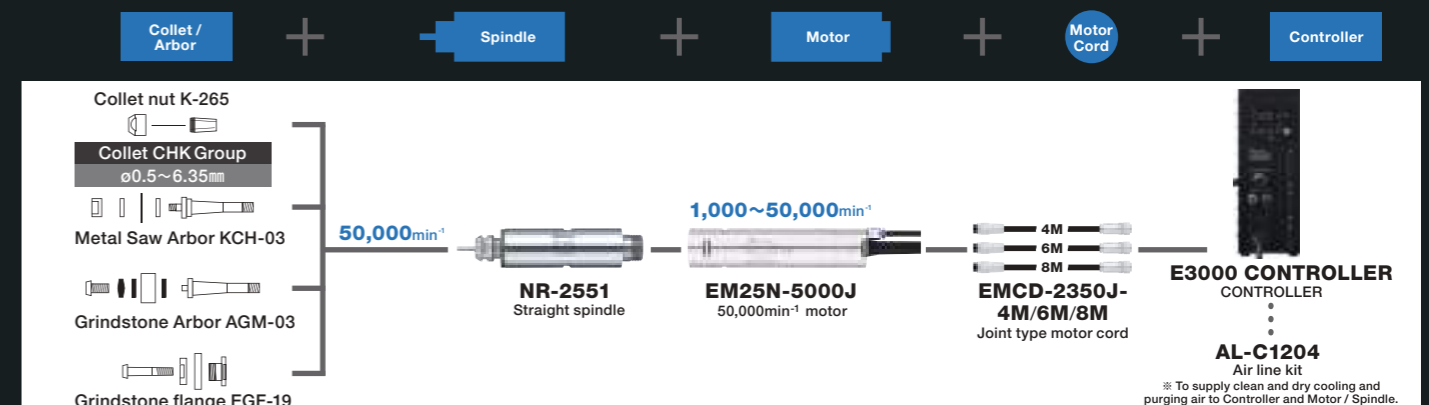 Collet /
Arbor
Spindle
Motor
Motor
Cord
Controller
Collet nut K-265
Collet CHK Group
ø0.5~6.35㎜
Metal Saw Arbor KCH-03
Grindstone Arbor AGM-03
Grindstone flange FGF-19
50,000min⁻¹
NR-2551
Straight spindle
1,000~50,000min⁻¹
EM25N-5000J
50,000min⁻¹ motor
4M
6M
8M
EMCD-2350J-
4M/6M/8M
Joint type motor cord
E3000 CONTROLLER
CONTROLLER
AL-C1204
Air line kit
※ To supply clean and dry cooling and
purging air to Controller and Motor / Spindle.